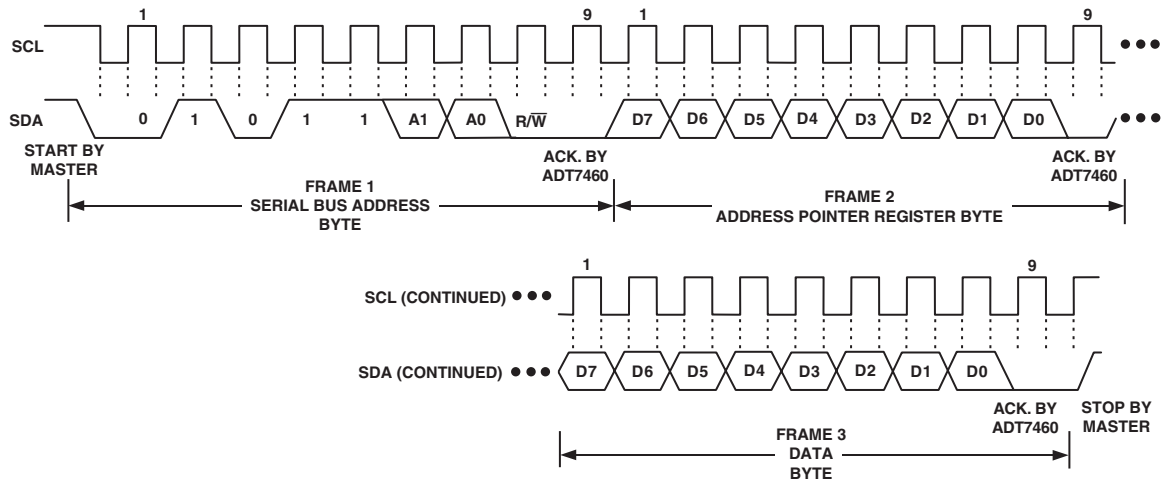 1 9 1 9
SCL
SDA 0 1 0 1 1 A1 A0 R/W̅ D7 D6 D5 D4 D3 D2 D1 D0
START BY
MASTER
ACK. BY
ADT7460
ACK. BY
ADT7460
FRAME 1
SERIAL BUS ADDRESS
BYTE
FRAME 2
ADDRESS POINTER REGISTER BYTE
1 9
SCL (CONTINUED)
SDA (CONTINUED) D7 D6 D5 D4 D3 D2 D1 D0
ACK. BY
ADT7460
STOP BY
MASTER
FRAME 3
DATA
BYTE